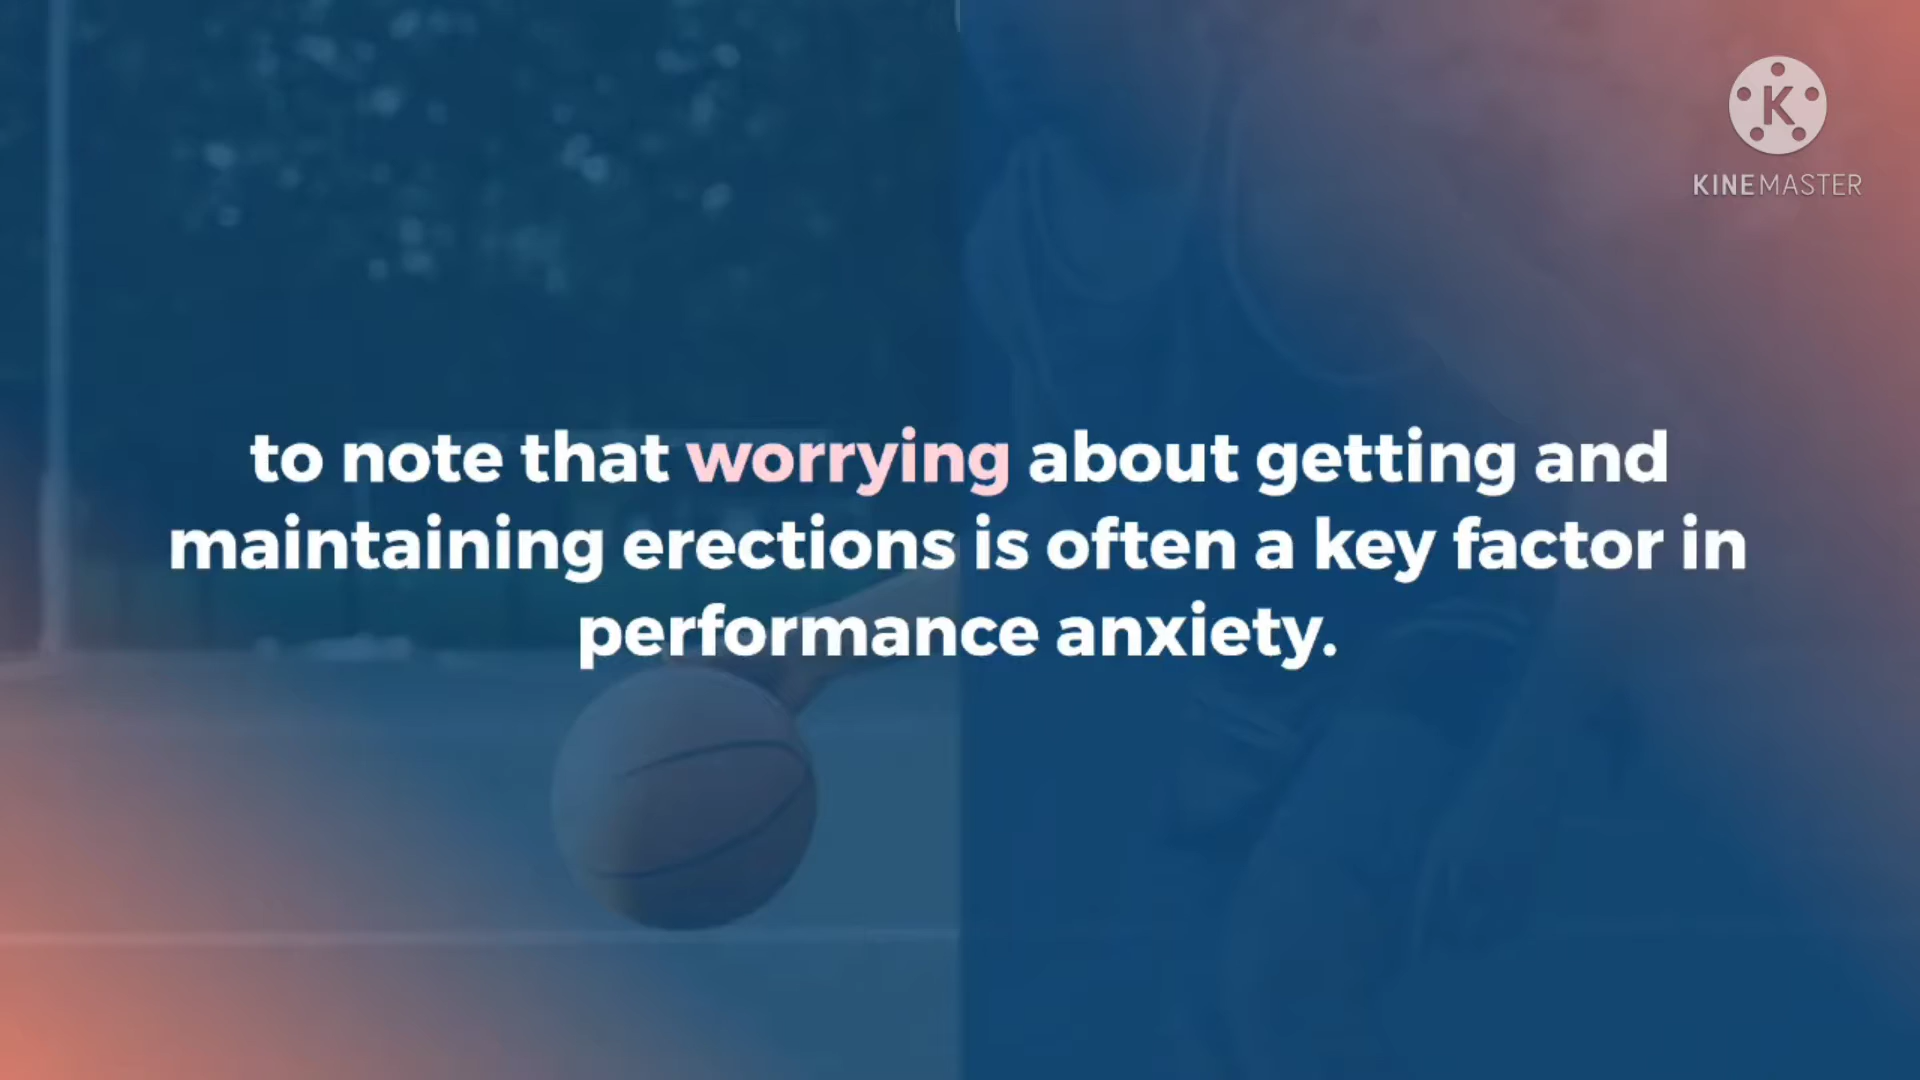 K
KINEMASTER
to note that worrying about getting and
maintaining erections is often a key factor in
performance anxiety.